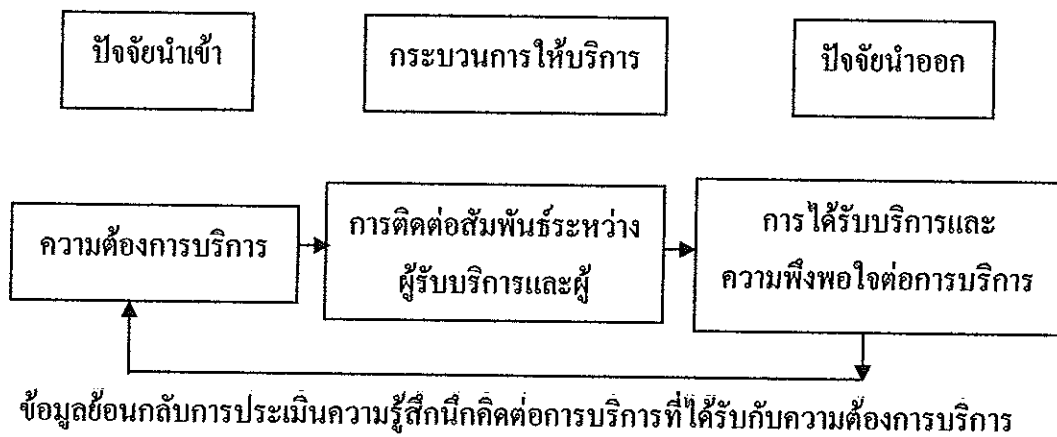 ปัจจัยนำเข้า
กระบวนการให้บริการ
ปัจจัยนำออก
ความต้องการบริการ
การติดต่อสัมพันธ์ระหว่าง
ผู้รับบริการและผู้
การได้รับบริการและ
ความพึงพอใจต่อการบริการ
ข้อมูลย้อนกลับการประเมินความรู้สึกนึกคิดต่อการบริการที่ได้รับกับความต้องการบริการ